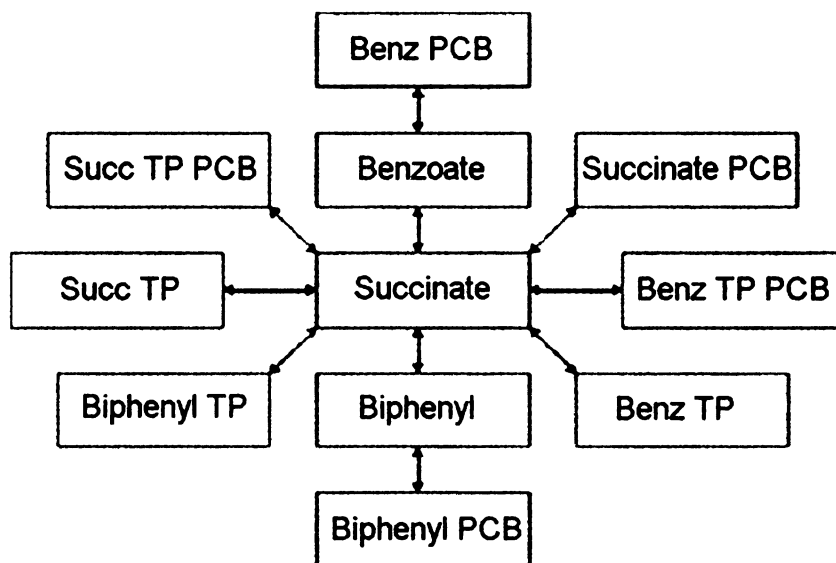 Benz PCB
Succ TP PCB
Benzoate
Succinate PCB
Succ TP
Succinate
Benz TP PCB
Biphenyl TP
Biphenyl
Benz TP
Biphenyl PCB